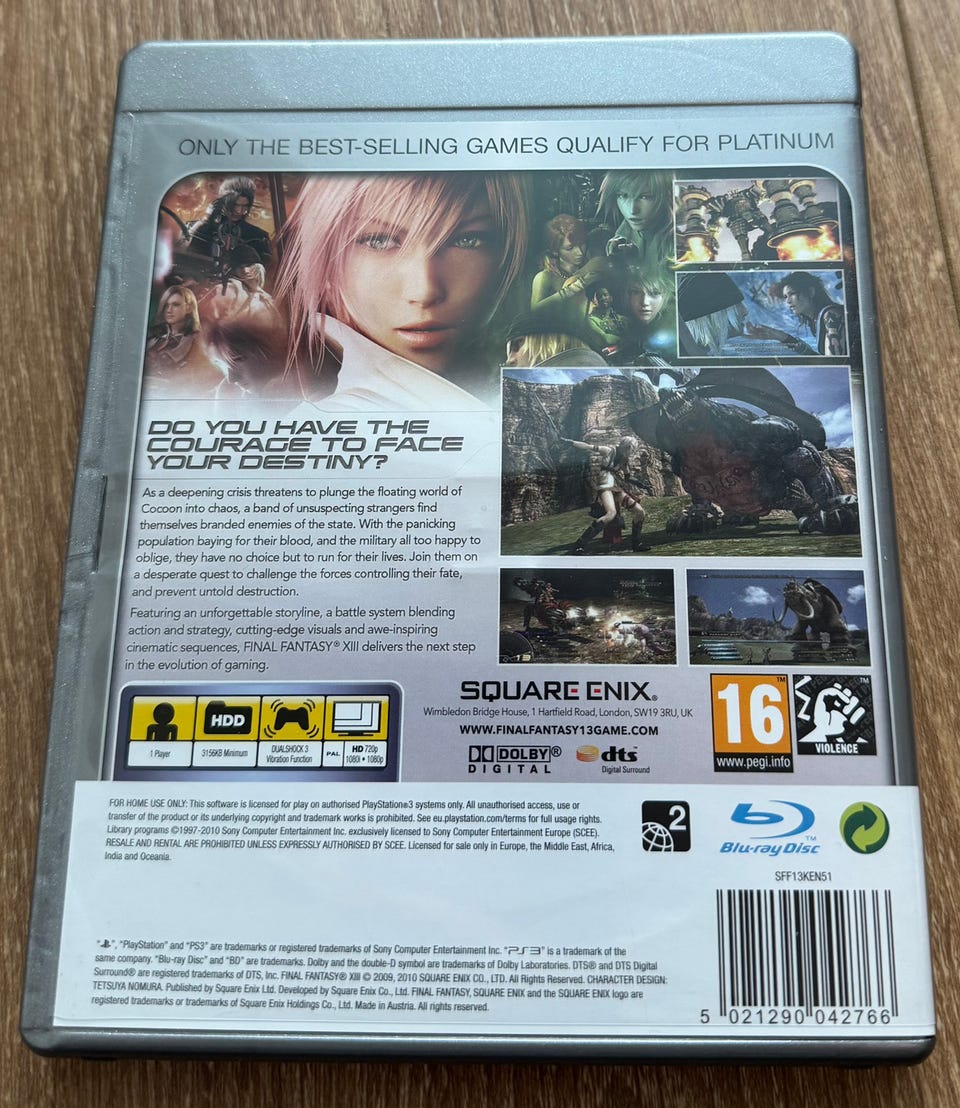 ONLY THE BEST-SELLING GAMES QUALIFY FOR PLATINUM
DO YOU HAVE THE
COURAGE TO FACE
YOUR DESTINY?
As a deepening crisis threatens to plunge the floating world of
Cocoon into chaos, a band of unsuspecting strangers find
themselves branded enemies of the state. With the panicking
population baying for their blood, and the military all too happy to
oblige, they have no choice but to run for their lives. Join them on
a desperate quest to challenge the forces controlling their fate,
and prevent untold destruction.
Featuring an unforgettable storyline, a battle system blending
action and strategy, cutting-edge visuals and awe-inspiring
cinematic sequences, FINAL FANTASY® XIII delivers the next step
in the evolution of gaming.
HDD
1 Player
3156KB Minimum
DUALSHOCK 3
Vibration Function
PAL
HD 720p
1080i • 1080p
SQUARE ENIX®
Wimbledon Bridge House, 1 Hartfield Road, London, SW19 3RU, UK
WWW.FINALFANTASY13GAME.COM
DOLBY®
DIGITAL
dts™
Digital Surround
16™
www.pegi.info
™
VIOLENCE
FOR HOME USE ONLY: This software is licensed for play on authorised PlayStation®3 systems only. All unauthorised access, use or
transfer of the product or its underlying copyright and trademark work is prohibited. See eu.playstation.com/terms for full usage rights.
Library programs ©1997-2010 Sony Computer Entertainment Inc. exclusively licensed to Sony Computer Entertainment Europe (SCEE).
RESALE AND RENTAL ARE PROHIBITED UNLESS EXPRESSLY AUTHORISED BY SCEE. Licensed for sale only in Europe, the Middle East, Africa,
India and Oceania.
2
Blu-ray Disc™
SFF13KEN51
"", "PlayStation" and "PS3" are trademarks or registered trademarks of Sony Computer Entertainment Inc. "PS3" is a trademark of the
same company. "Blu-ray Disc" and "BD" are trademarks. Dolby and the double-D symbol are trademarks of Dolby Laboratories. DTS® and DTS Digital
Surround® are registered trademarks of DTS, Inc. FINAL FANTASY® XIII © 2009, 2010 SQUARE ENIX CO., LTD. All Rights Reserved. CHARACTER DESIGN:
TETSUYA NOMURA. Published by Square Enix Ltd. Developed by Square Enix Co., Ltd. FINAL FANTASY, SQUARE ENIX and the SQUARE ENIX logo are
registered trademarks or trademarks of Square Enix Holdings Co., Ltd. Made in Austria. All rights reserved.
5 021290 042766